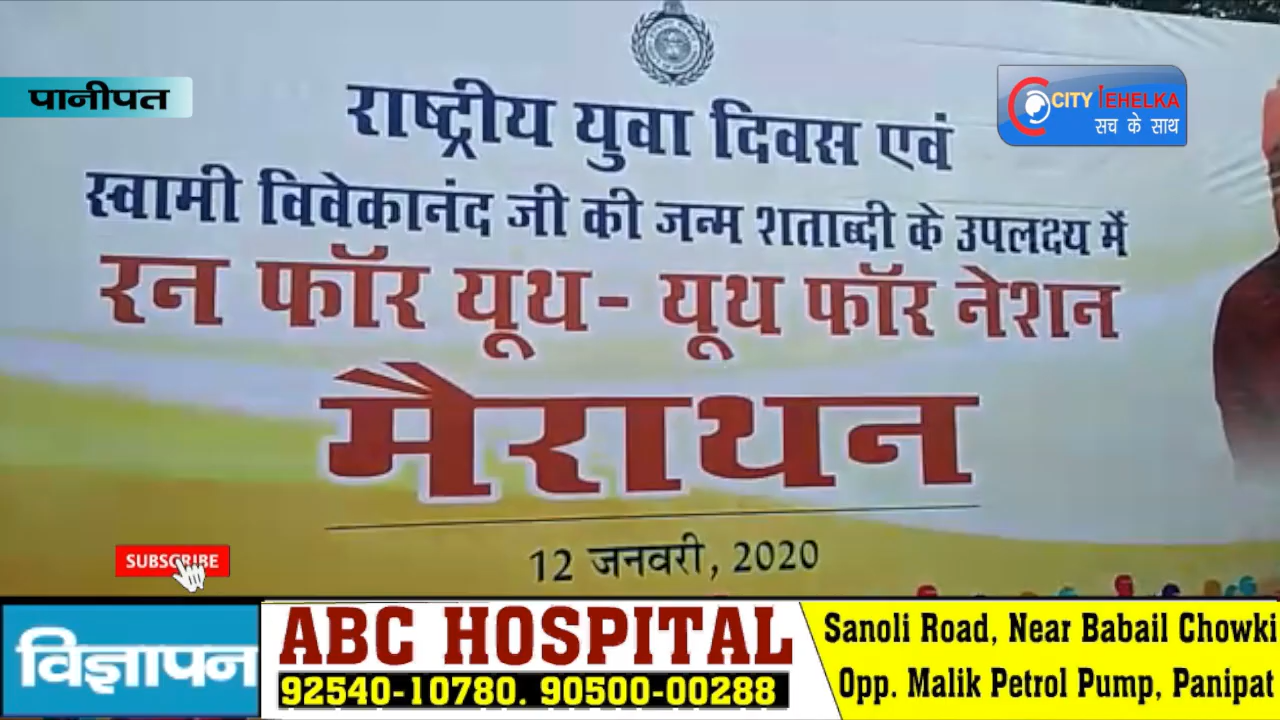 पानीपत
CITY TEHELKA
सच के साथ
राष्ट्रीय युवा दिवस एवं
स्वामी विवेकानंद जी की जन्म शताब्दी के उपलक्ष्य में
रन फॉर यूथ- यूथ फॉर नेशन
मैराथन
12 जनवरी, 2020
SUBSCRIBE
विज्ञापन
ABC HOSPITAL
92540-10780. 90500-00288
Sanoli Road, Near Babail Chowki
Opp. Malik Petrol Pump, Panipat